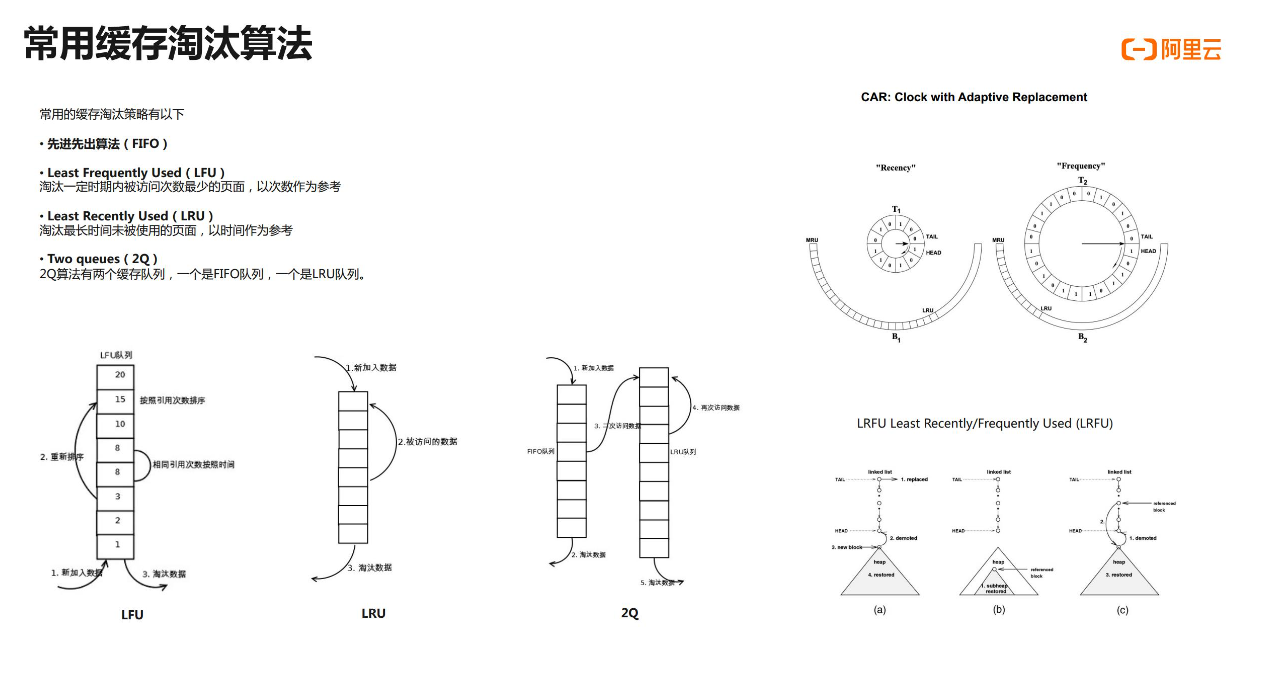 常用缓存淘汰算法
阿里云
常用的缓存淘汰策略有以下
• 先进先出算法（FIFO）
• Least Frequently Used（LFU）
淘汰一定时期内被访问次数最少的页面，以次数作为参考
• Least Recently Used（LRU）
淘汰最长时间未被使用的页面，以时间作为参考
• Two queues（2Q）
2Q算法有两个缓存队列，一个是FIFO队列，一个是LRU队列。
CAR: Clock with Adaptive Replacement
"Recency"
"Frequency"
T1
T2
TAIL
HEAD
TAIL
HEAD
MRU
MRU
LRU
LRU
B1
B2
LFU队列
20
15
按照引用次数排序
10
8
2. 重新排序
相同引用次数按照时间
8
3
2
1
1. 新加入数据
3. 淘汰数据
LFU
1.新加入数据
2.被访问的数据
3. 淘汰数据
LRU
1. 新加入数据
3. 二次访问数据
4. 再次访问数据
FIFO队列
LRU队列
2. 淘汰数据
5. 淘汰数据
2Q
LRFU Least Recently/Frequently Used (LRFU)
linked list
TAIL
1. replaced
HEAD
2. demoted
3. new block
heap
4. restored
(a)
linked list
TAIL
HEAD
heap
referenced
block
1. subheap
restored
(b)
linked list
TAIL
referenced
block
2.
HEAD
1. demoted
heap
3. restored
(c)